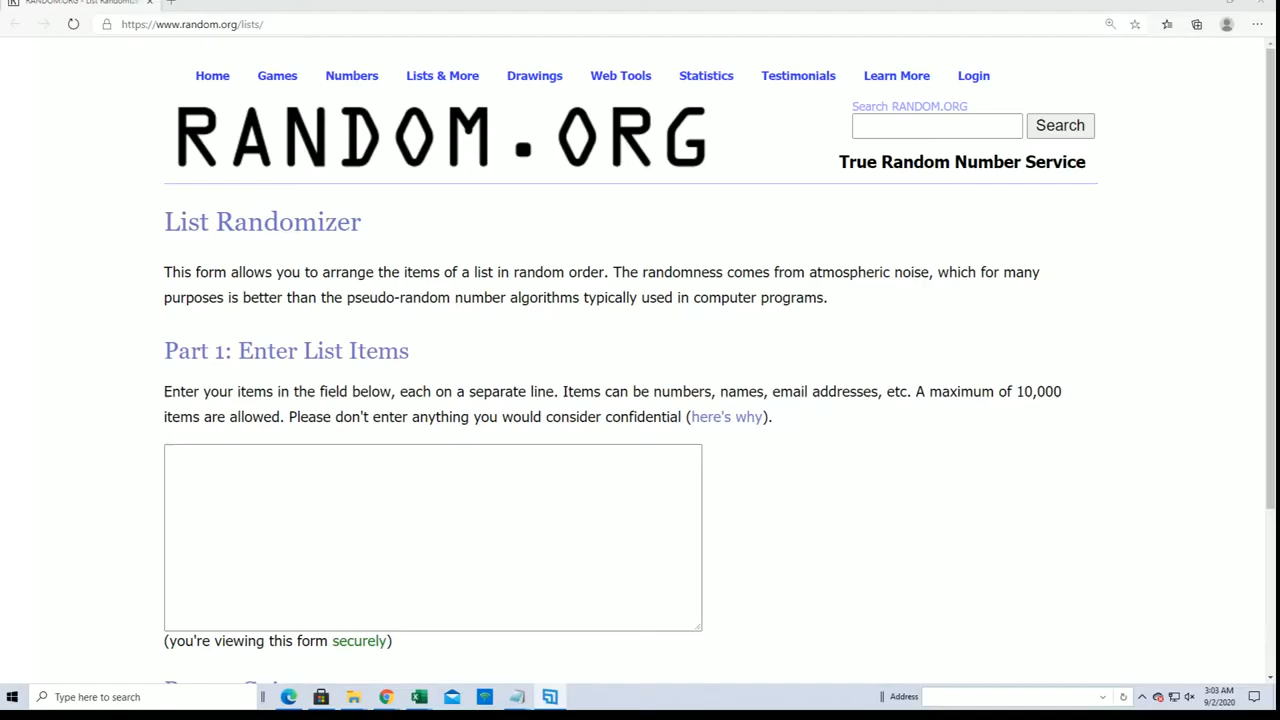 RANDOM.ORG - List Randomiz
https://www.random.org/lists/
Home Games Numbers Lists & More Drawings Web Tools Statistics Testimonials Learn More Login
RANDOM.ORG
Search RANDOM.ORG
Search
True Random Number Service
List Randomizer
This form allows you to arrange the items of a list in random order. The randomness comes from atmospheric noise, which for many
purposes is better than the pseudo-random number algorithms typically used in computer programs.
Part 1: Enter List Items
Enter your items in the field below, each on a separate line. Items can be numbers, names, email addresses, etc. A maximum of 10,000
items are allowed. Please don't enter anything you would consider confidential (here's why).
(you're viewing this form securely)
Type here to search
Address
3:03 AM
9/2/2020